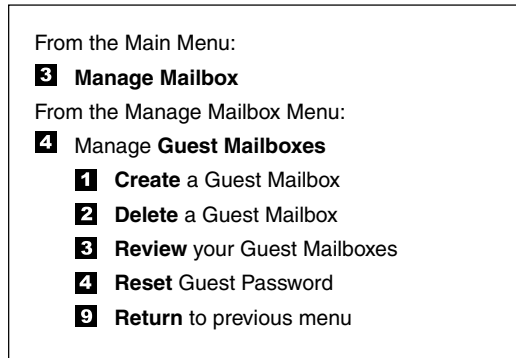 From the Main Menu:
3 Manage Mailbox
From the Manage Mailbox Menu:
4 Manage Guest Mailboxes
1 Create a Guest Mailbox
2 Delete a Guest Mailbox
3 Review your Guest Mailboxes
4 Reset Guest Password
9 Return to previous menu